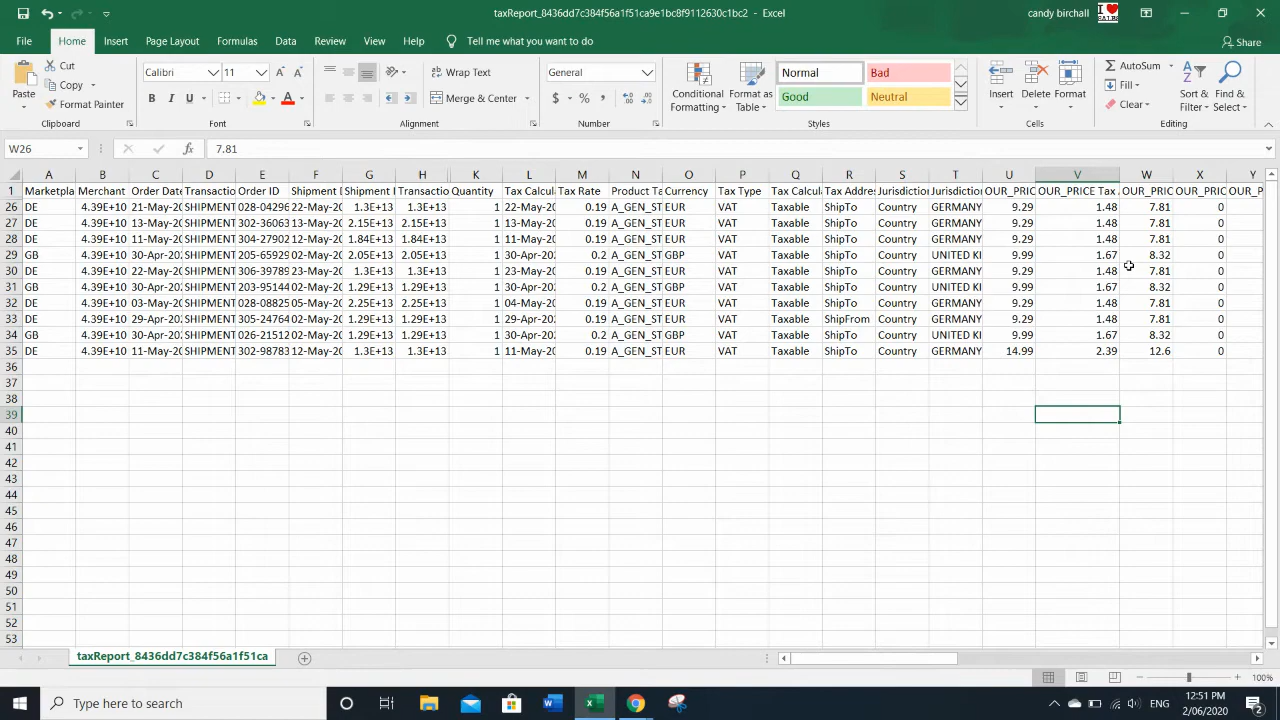 taxReport_8436dd7c384f56a1f51ca9e1bc8f9112630c1bc2 - Excel
candy birchall
I
SALES
File Home Insert Page Layout Formulas Data Review View Help Tell me what you want to do Share
Paste
Cut
Copy
Format Painter
Clipboard
Calibri 11
B I U
Font
Wrap Text
Merge & Center
Alignment
General
$ % ,
Number
Conditional Formatting
Format as Table
Normal Bad
Good Neutral
Styles
Insert Delete Format
Cells
AutoSum
Fill
Clear
Sort & Filter
Find & Select
Editing
W26 fx 7.81
A B C D E F G H K L M N O P Q R S T U V W X Y
1 Marketpla Merchant Order Date Transactio Order ID Shipment D Shipment I Transactio Quantity Tax Calcula Tax Rate Product Ta Currency Tax Type Tax Calcula Tax Addre Jurisdiction Jurisdiction OUR_PRIC OUR_PRICE Tax OUR_PRIC OUR_PRIC OUR_P
26 DE 4.39E+10 21-May-20 SHIPMENT 028-04296 22-May-20 1.3E+13 1.3E+13 1 22-May-20 0.19 A_GEN_ST EUR VAT Taxable ShipTo Country GERMANY 9.29 1.48 7.81 0
27 DE 4.39E+10 13-May-20 SHIPMENT 302-36063 13-May-20 2.15E+13 2.15E+13 1 13-May-20 0.19 A_GEN_ST EUR VAT Taxable ShipTo Country GERMANY 9.29 1.48 7.81 0
28 DE 4.39E+10 11-May-20 SHIPMENT 304-27902 11-May-20 1.84E+13 1.84E+13 1 11-May-20 0.19 A_GEN_ST EUR VAT Taxable ShipTo Country GERMANY 9.29 1.48 7.81 0
29 GB 4.39E+10 30-Apr-202 SHIPMENT 205-65929 02-May-20 2.05E+13 2.05E+13 1 30-Apr-202 0.2 A_GEN_ST GBP VAT Taxable ShipTo Country UNITED KI 9.99 1.67 8.32 0
30 DE 4.39E+10 22-May-20 SHIPMENT 306-39789 23-May-20 1.3E+13 1.3E+13 1 23-May-20 0.19 A_GEN_ST EUR VAT Taxable ShipTo Country GERMANY 9.29 1.48 7.81 0
31 GB 4.39E+10 30-Apr-202 SHIPMENT 203-95144 02-May-20 1.29E+13 1.29E+13 1 30-Apr-202 0.2 A_GEN_ST GBP VAT Taxable ShipTo Country UNITED KI 9.99 1.67 8.32 0
32 DE 4.39E+10 03-May-20 SHIPMENT 028-08825 05-May-20 2.25E+13 2.25E+13 1 04-May-20 0.19 A_GEN_ST EUR VAT Taxable ShipTo Country GERMANY 9.29 1.48 7.81 0
33 DE 4.39E+10 29-Apr-202 SHIPMENT 305-24764 02-May-20 1.29E+13 1.29E+13 1 29-Apr-202 0.19 A_GEN_ST EUR VAT Taxable ShipFrom Country GERMANY 9.29 1.48 7.81 0
34 GB 4.39E+10 30-Apr-202 SHIPMENT 026-21512 02-May-20 1.29E+13 1.29E+13 1 30-Apr-202 0.2 A_GEN_ST GBP VAT Taxable ShipTo Country UNITED KI 9.99 1.67 8.32 0
35 DE 4.39E+10 11-May-20 SHIPMENT 302-98783 12-May-20 1.3E+13 1.3E+13 1 11-May-20 0.19 A_GEN_ST EUR VAT Taxable ShipTo Country GERMANY 14.99 2.39 12.6 0
36
37
38
39
40
41
42
43
44
45
46
47
48
49
50
51
52
53
taxReport_8436dd7c384f56a1f51ca
100%
Type here to search
ENG
12:51 PM
2/06/2020
2